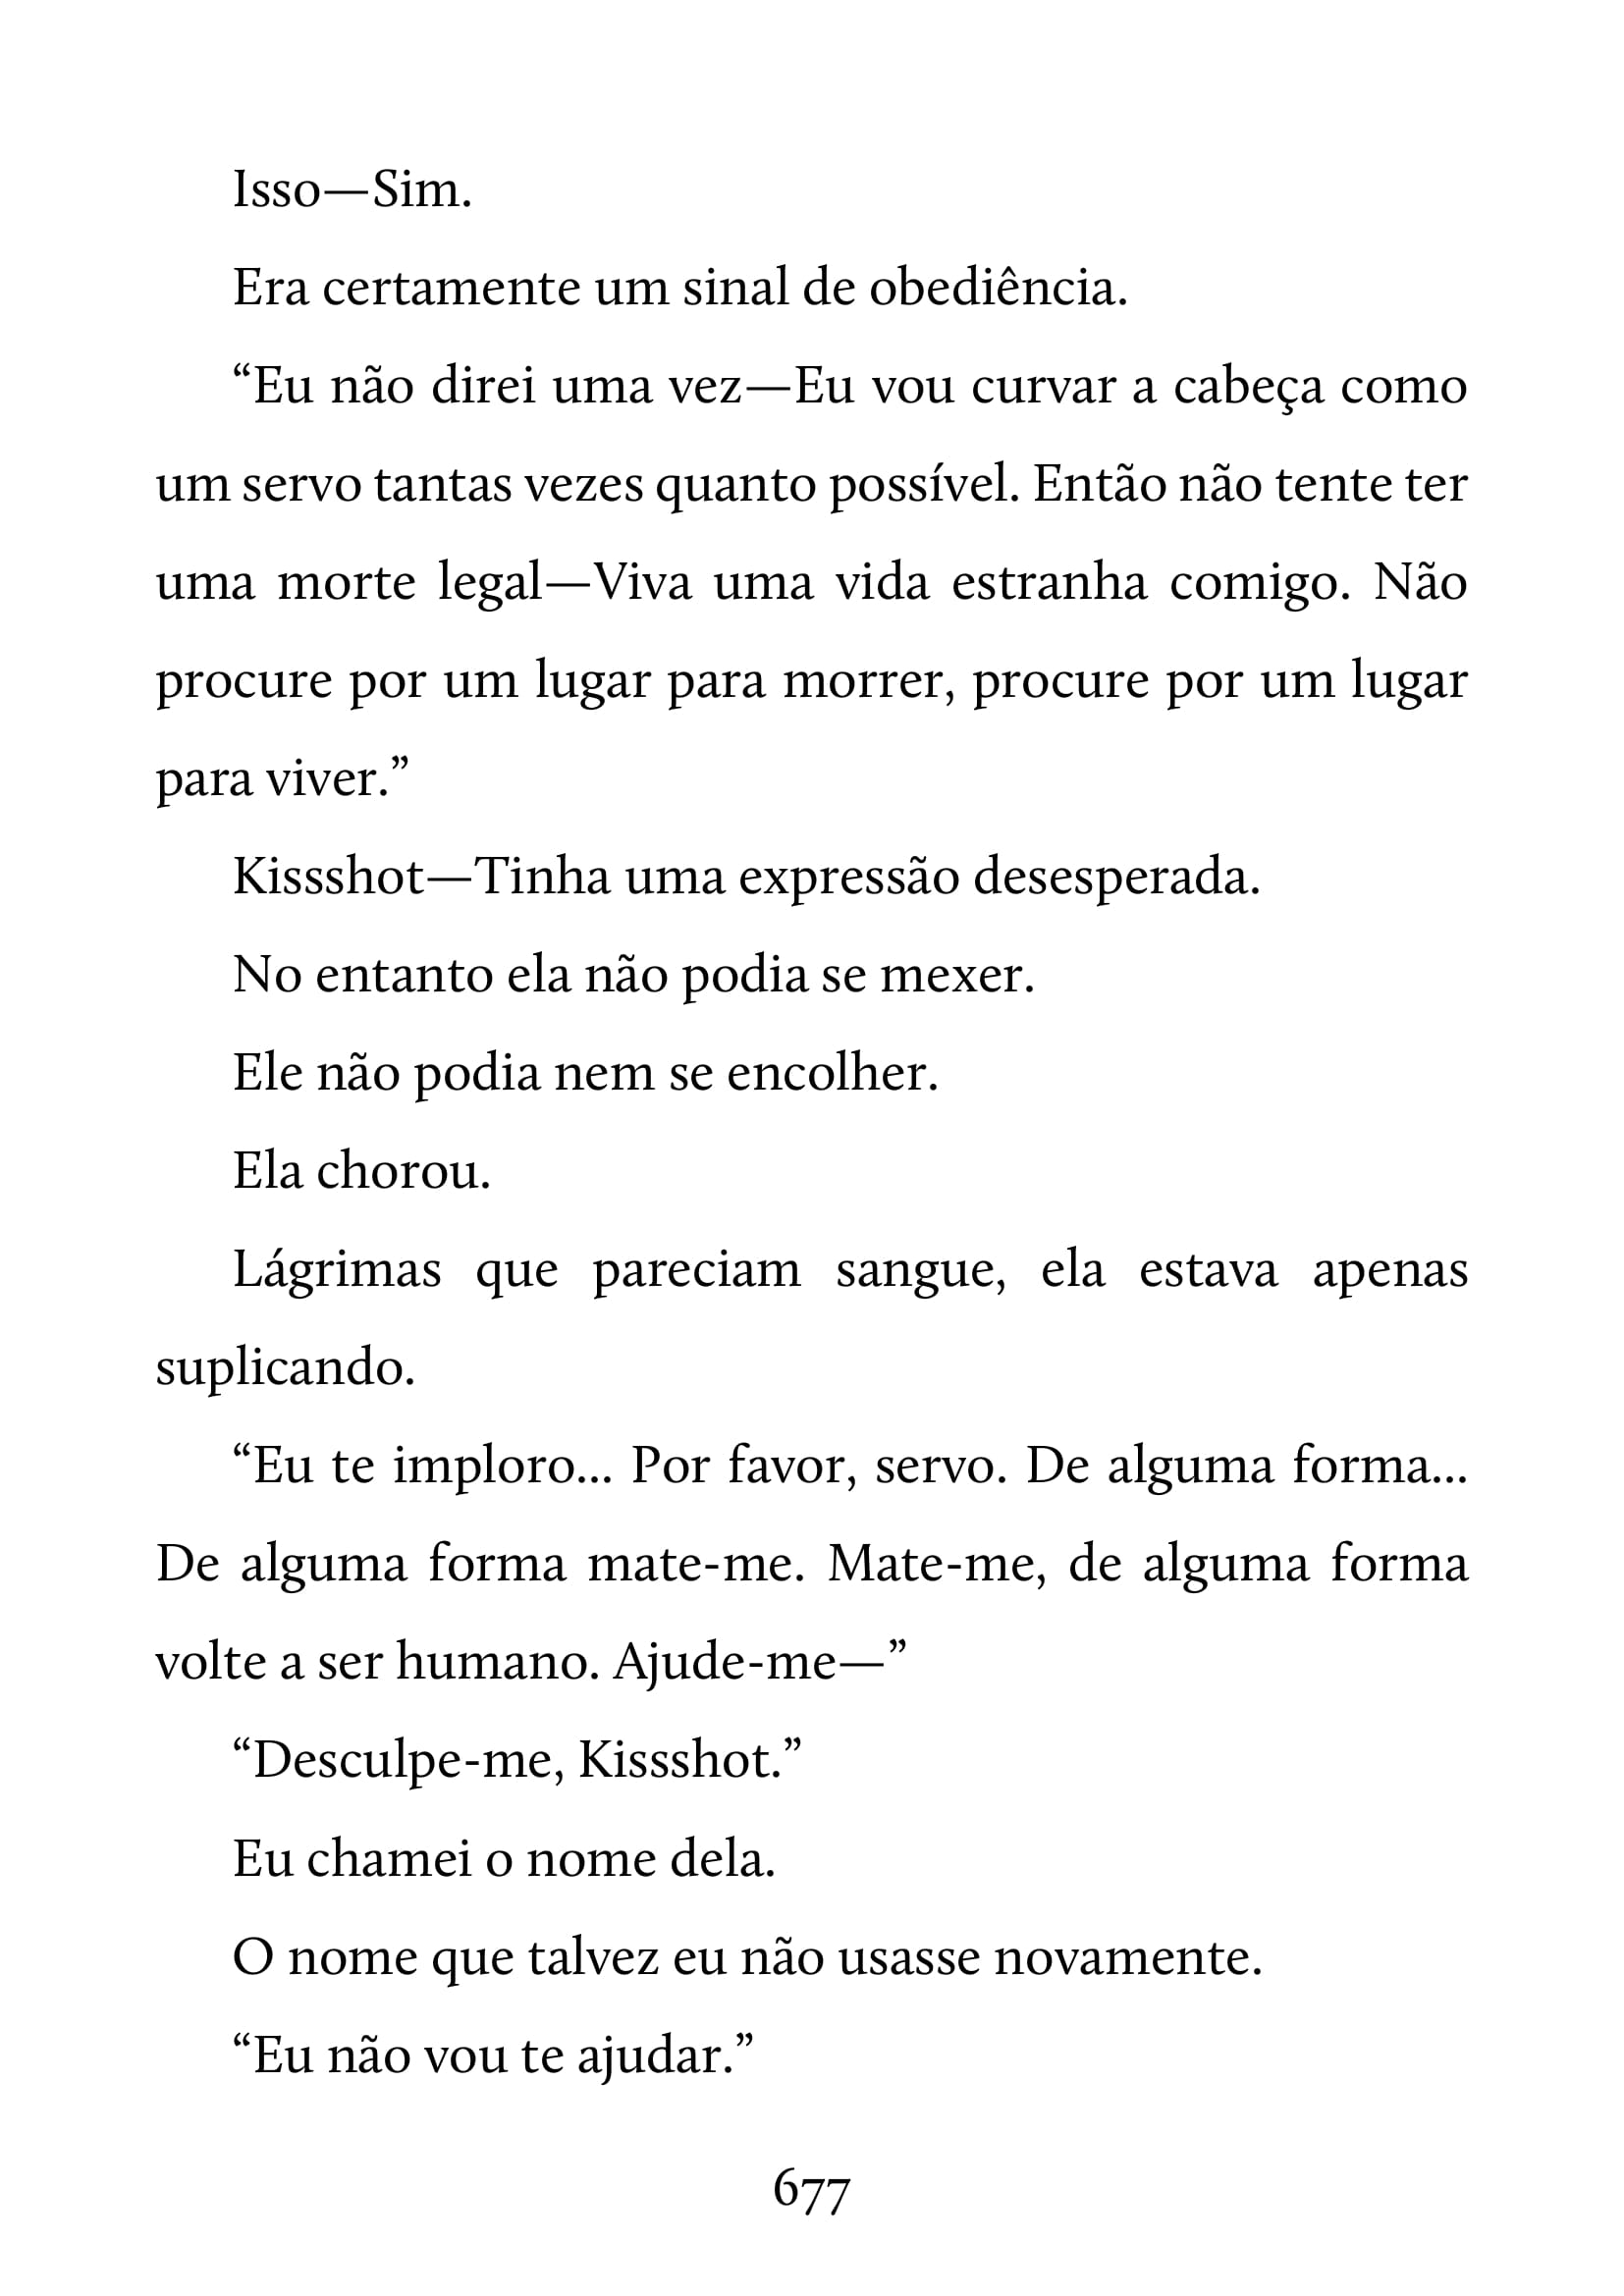 Isso—Sim.
Era certamente um sinal de obediência.
“Eu não direi uma vez—Eu vou curvar a cabeça como
um servo tantas vezes quanto possível. Então não tente ter
uma morte legal—Viva uma vida estranha comigo. Não
procure por um lugar para morrer, procure por um lugar
para viver.”
Kissshot—Tinha uma expressão desesperada.
No entanto ela não podia se mexer.
Ele não podia nem se encolher.
Ela chorou.
Lágrimas que pareciam sangue, ela estava apenas
suplicando.
“Eu te imploro... Por favor, servo. De alguma forma...
De alguma forma mate-me. Mate-me, de alguma forma
volte a ser humano. Ajude-me—”
“Desculpe-me, Kissshot.”
Eu chamei o nome dela.
O nome que talvez eu não usasse novamente.
“Eu não vou te ajudar.”
677